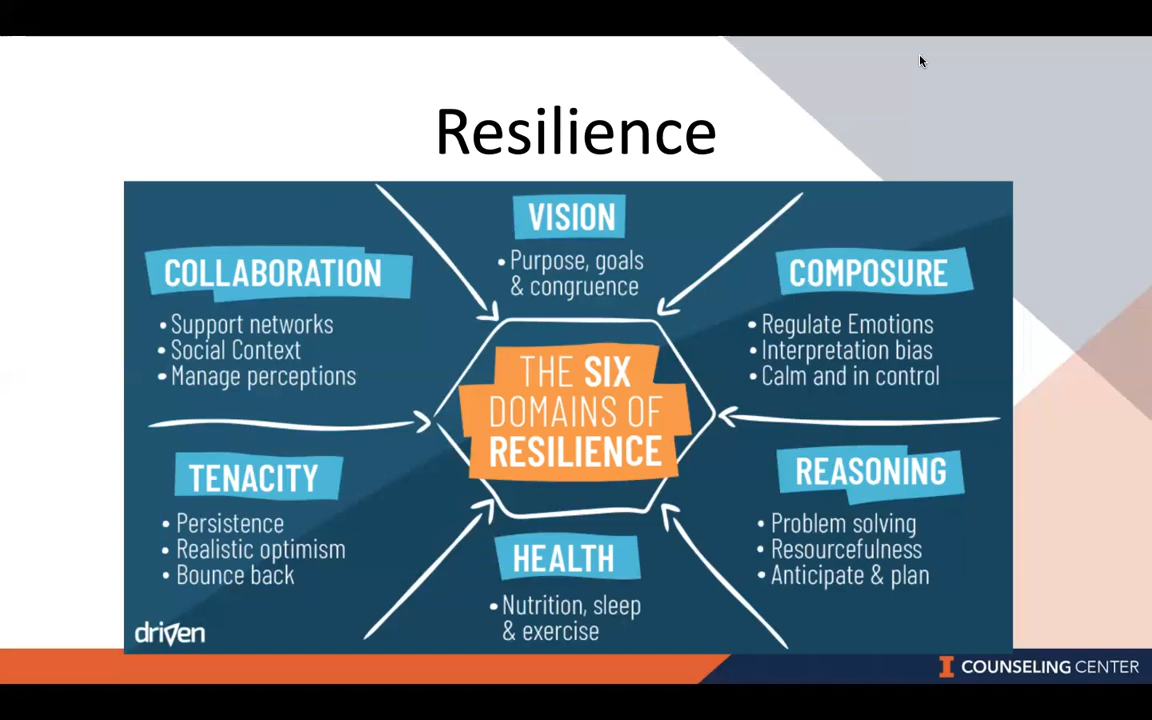 Resilience
VISION
• Purpose, goals
& congruence
COLLABORATION
• Support networks
• Social Context
• Manage perceptions
COMPOSURE
• Regulate Emotions
• Interpretation bias
• Calm and in control
THE SIX
DOMAINS OF
RESILIENCE
TENACITY
• Persistence
• Realistic optimism
• Bounce back
REASONING
• Problem solving
• Resourcefulness
• Anticipate & plan
HEALTH
• Nutrition, sleep
& exercise
driven
I COUNSELING CENTER